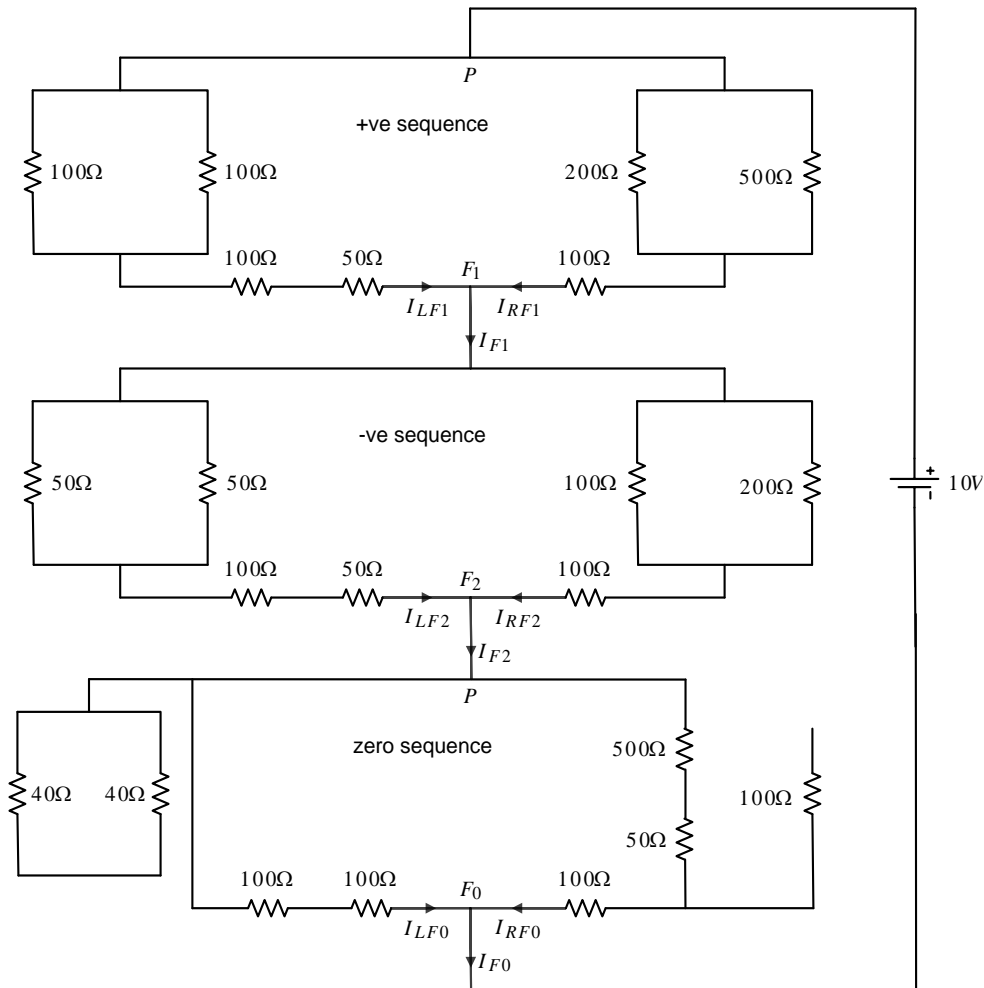 P
+ve sequence
100Ω 100Ω 200Ω 500Ω
100Ω 50Ω F1 100Ω
ILF1 IRF1
IF1
-ve sequence
50Ω 50Ω 100Ω 200Ω
+
10V
-
100Ω 50Ω F2 100Ω
ILF2 IRF2
IF2
P
zero sequence
500Ω
40Ω 40Ω 100Ω
50Ω
100Ω 100Ω F0 100Ω
ILF0 IRF0
IF0